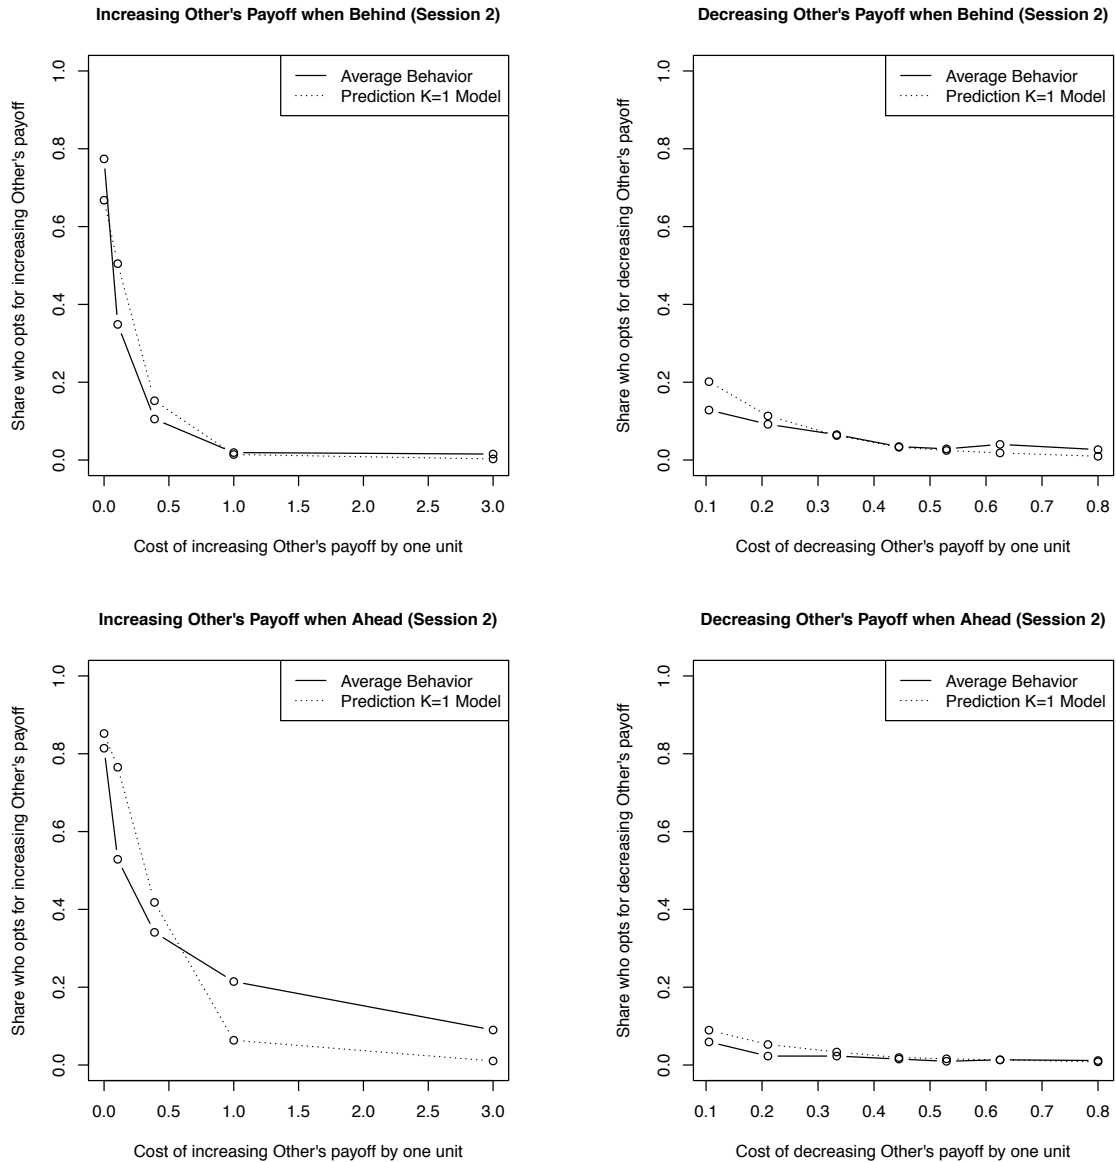 Increasing Other's Payoff when Behind (Session 2)
Share who opts for increasing Other's payoff
1.0
0.8
0.6
0.4
0.2
0.0
Average Behavior
Prediction K=1 Model
0.0 0.5 1.0 1.5 2.0 2.5 3.0
Cost of increasing Other's payoff by one unit
Decreasing Other's Payoff when Behind (Session 2)
Share who opts for decreasing Other's payoff
1.0
0.8
0.6
0.4
0.2
0.0
Average Behavior
Prediction K=1 Model
0.1 0.2 0.3 0.4 0.5 0.6 0.7 0.8
Cost of decreasing Other's payoff by one unit
Increasing Other's Payoff when Ahead (Session 2)
Share who opts for increasing Other's payoff
1.0
0.8
0.6
0.4
0.2
0.0
Average Behavior
Prediction K=1 Model
0.0 0.5 1.0 1.5 2.0 2.5 3.0
Cost of increasing Other's payoff by one unit
Decreasing Other's Payoff when Ahead (Session 2)
Share who opts for decreasing Other's payoff
1.0
0.8
0.6
0.4
0.2
0.0
Average Behavior
Prediction K=1 Model
0.1 0.2 0.3 0.4 0.5 0.6 0.7 0.8
Cost of decreasing Other's payoff by one unit